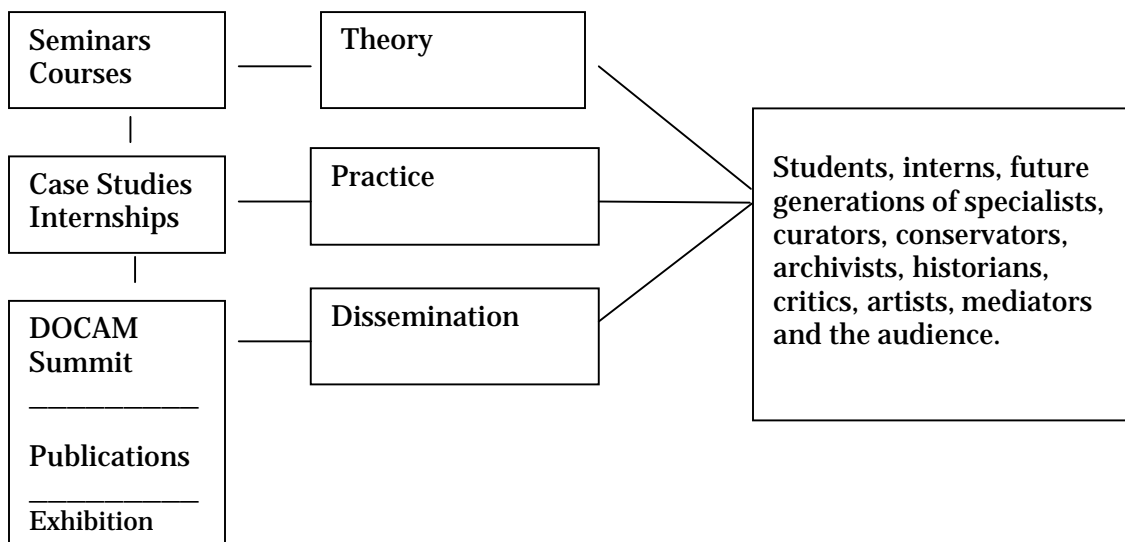 Seminars
Courses
Theory
Case Studies
Internships
Practice
DOCAM
Summit
Publications
Exhibition
Dissemination
Students, interns, future
generations of specialists,
curators, conservators,
archivists, historians,
critics, artists, mediators
and the audience.